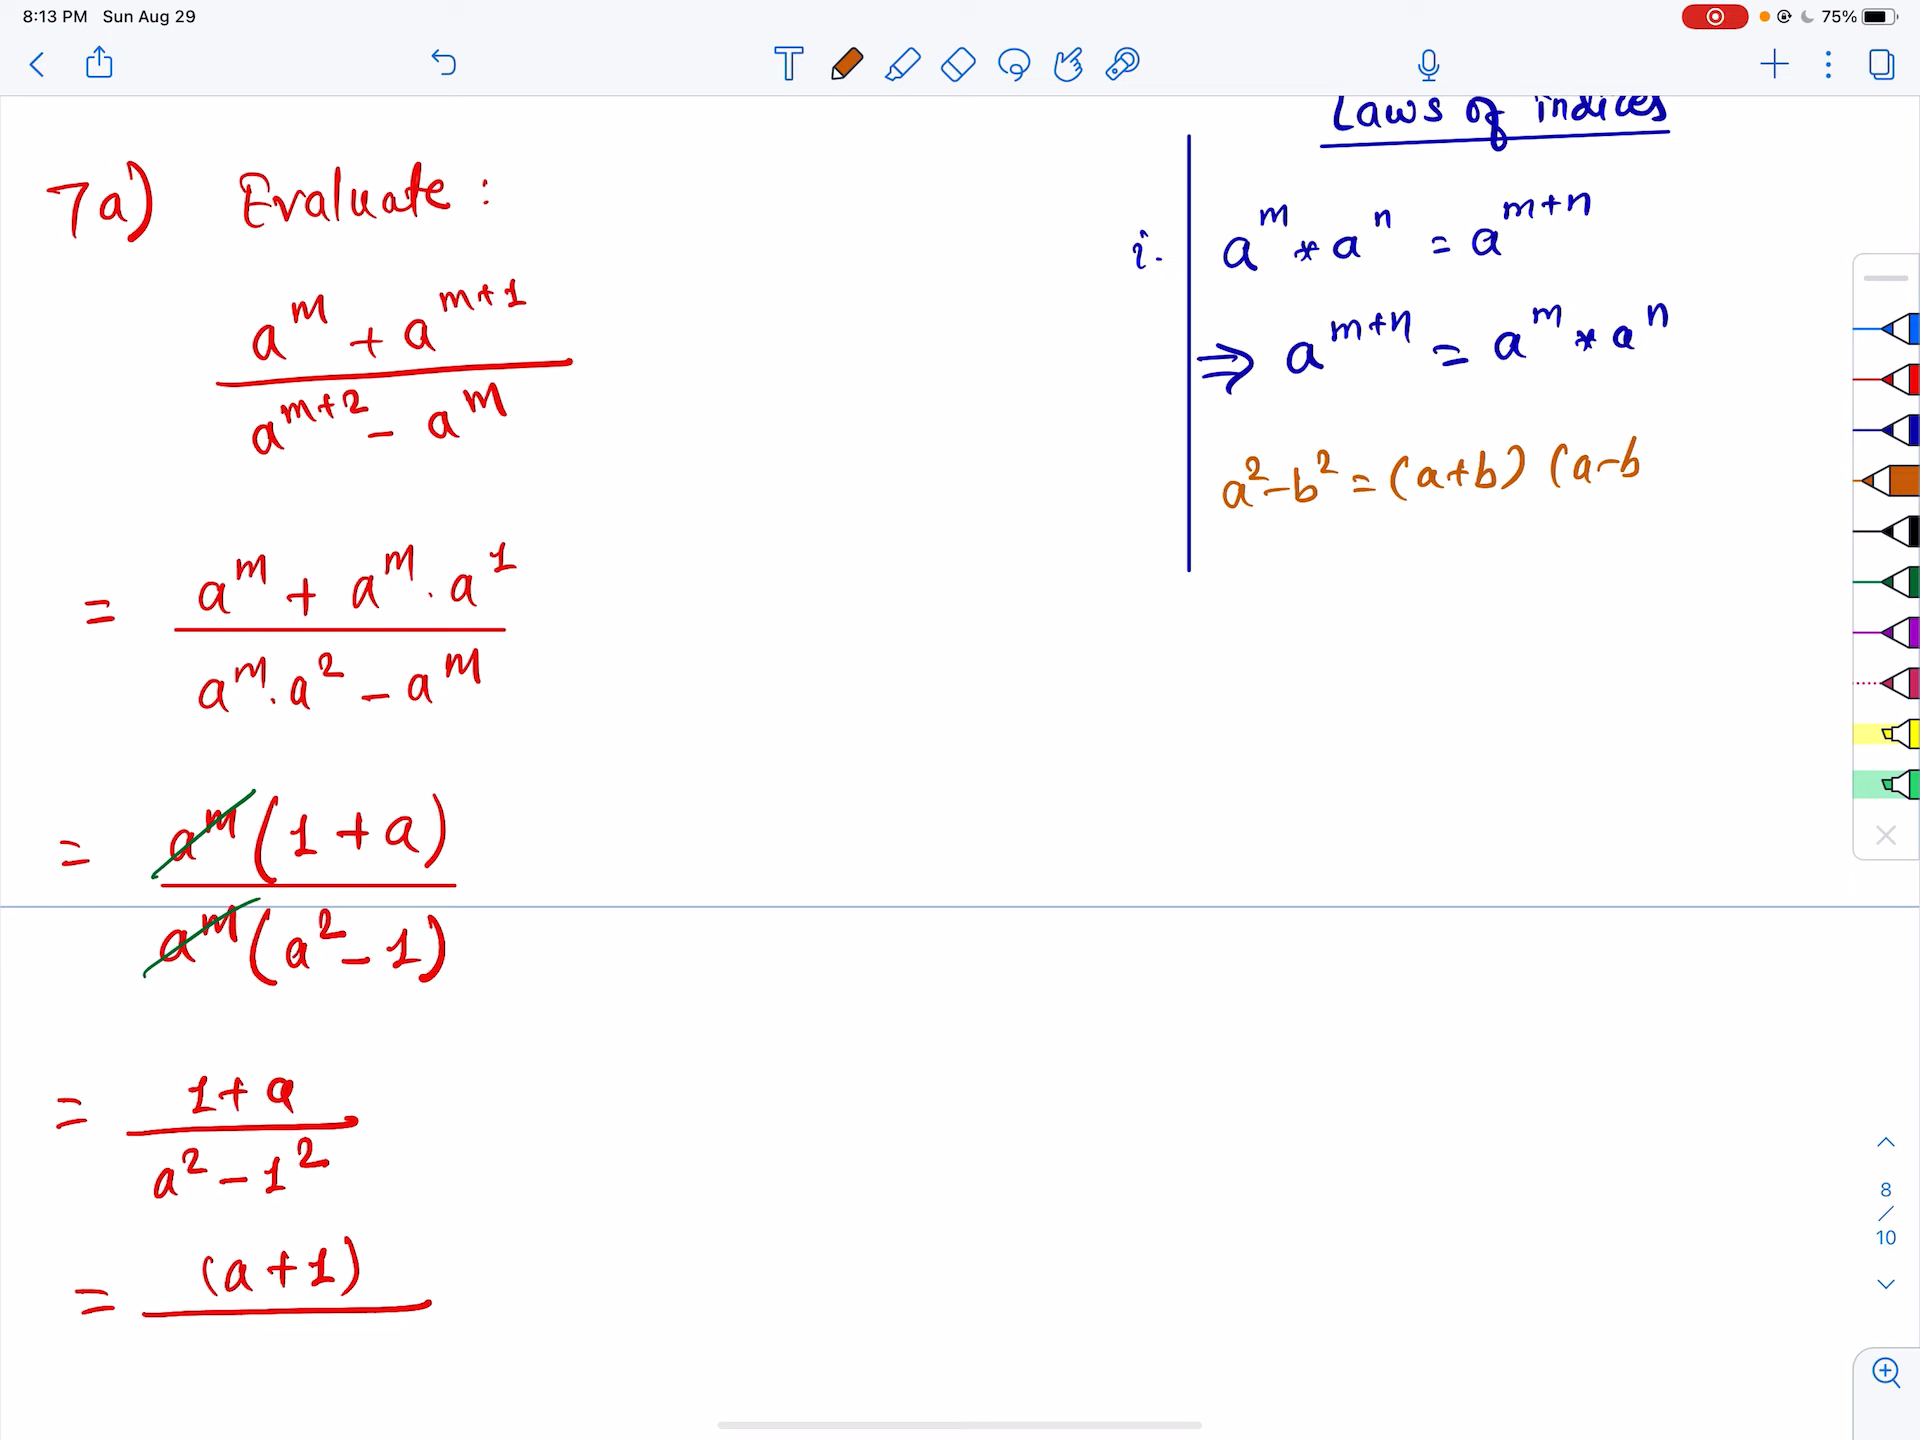 8:13 PM Sun Aug 29
75%
T
Laws of indices
7a) Evaluate :
a^m + a^(m+1)
a^(m+2) - a^m
i. a^m * a^n = a^(m+n)
⇒ a^(m+n) = a^m * a^n
a² - b² = (a+b) (a-b
= a^m + a^m . a^1
a^m . a² - a^m
= a^m (1 + a)
a^m (a² - 1)
= 1 + a
a² - 1²
= (a + 1)
8
/
10